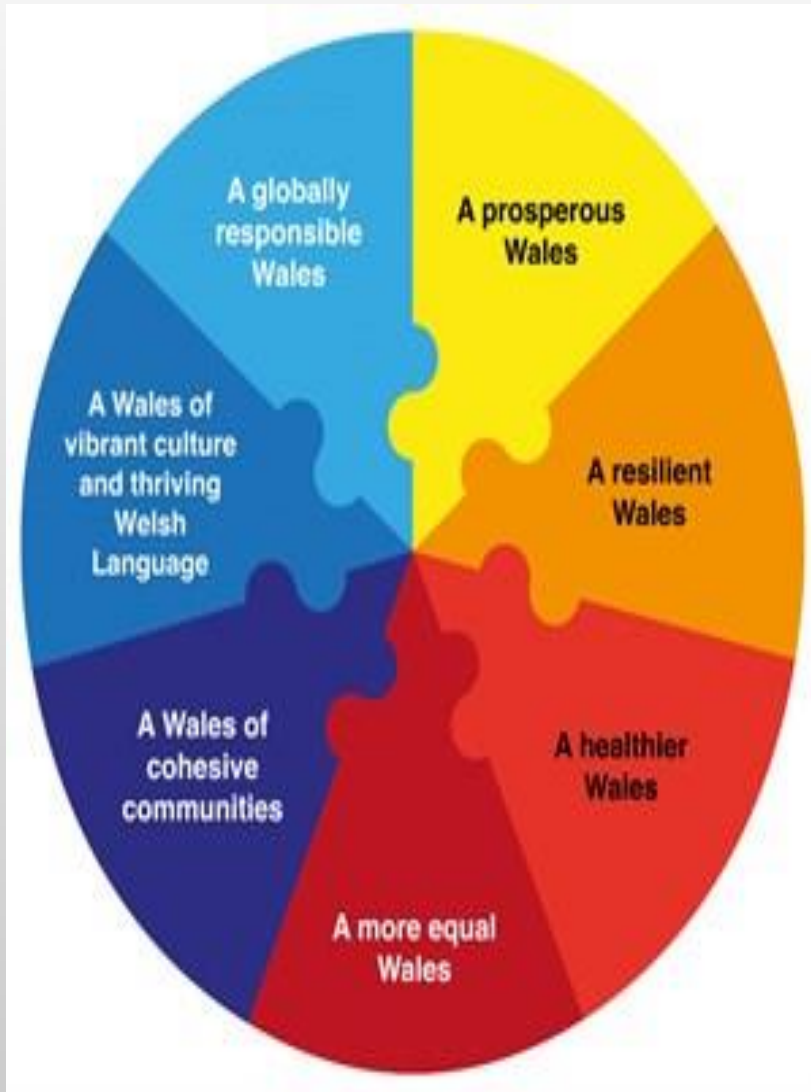 A prosperous
Wales
A resilient
Wales
A healthier
Wales
A more equal
Wales
A Wales of
cohesive
communities
A Wales of
vibrant culture
and thriving
Welsh
Language
A globally
responsible
Wales